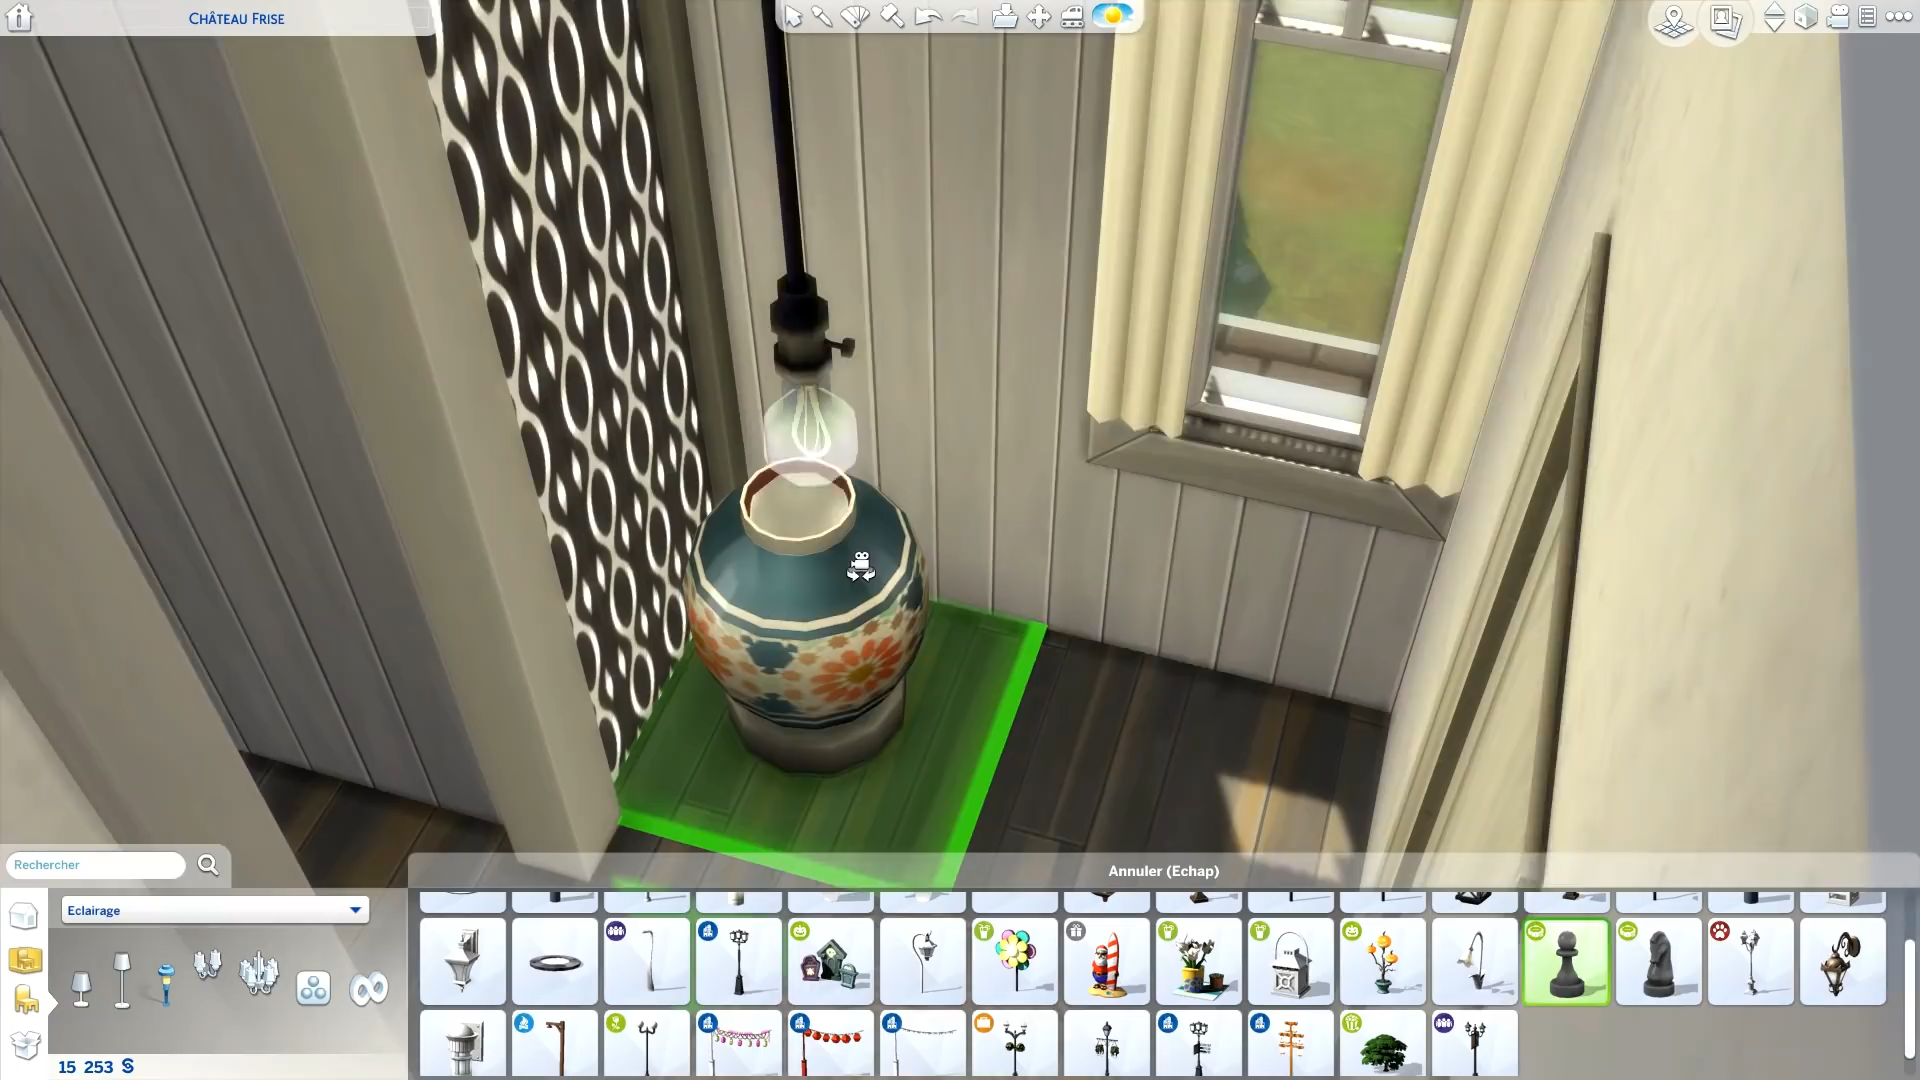 CHÂTEAU FRISE
Annuler (Echap)
Rechercher
Eclairage
15 253 §